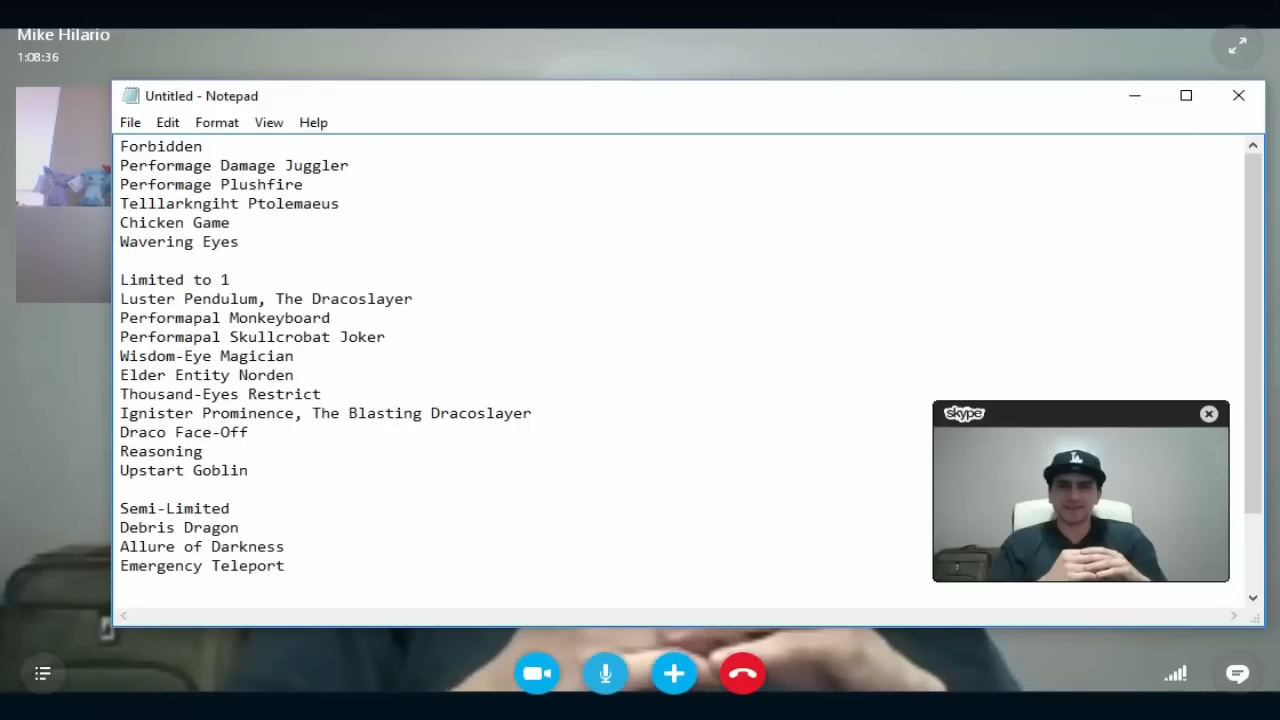 Mike Hilario
1:08:36
Untitled - Notepad
File Edit Format View Help
Forbidden
Performage Damage Juggler
Performage Plushfire
Telllarkngiht Ptolemaeus
Chicken Game
Wavering Eyes
Limited to 1
Luster Pendulum, The Dracoslayer
Performapal Monkeyboard
Performapal Skullcrobat Joker
Wisdom-Eye Magician
Elder Entity Norden
Thousand-Eyes Restrict
Ignister Prominence, The Blasting Dracoslayer
Draco Face-Off
Reasoning
Upstart Goblin
Semi-Limited
Debris Dragon
Allure of Darkness
Emergency Teleport
skype
LA